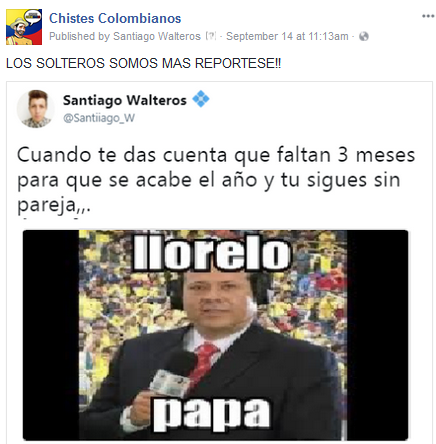 Chistes Colombianos
Published by Santiago Walteros [?] · September 14 at 11:13am ·
LOS SOLTEROS SOMOS MAS REPORTESE!!
Santiago Walteros
@Santiiago_W
Cuando te das cuenta que faltan 3 meses
para que se acabe el año y tu sigues sin
pareja,,.
llorelo
papa